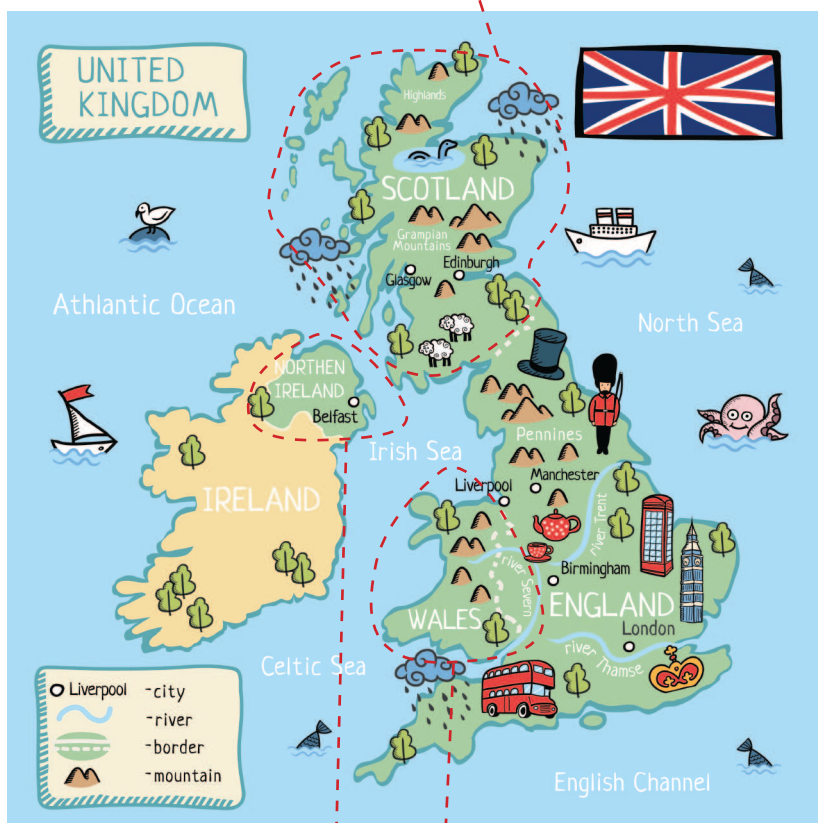 UNITED
KINGDOM
Highlands
SCOTLAND
Grampian
Mountains
Edinburgh
Glasgow
Athlantic Ocean
North Sea
NORTHEN
IRELAND
Belfast
Irish Sea
Pennines
IRELAND
Liverpool
Manchester
river Trent
river Severn
Birmingham
WALES
ENGLAND
London
river Thamse
Celtic Sea
English Channel
Liverpool -city
-river
-border
-mountain